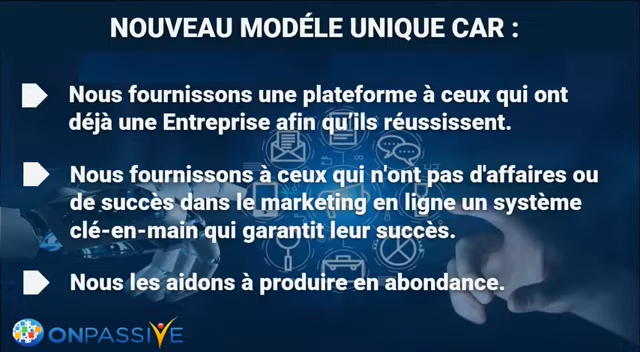 NOUVEAU MODÉLE UNIQUE CAR :
Nous fournissons une plateforme à ceux qui ont
déjà une Entreprise afin qu'ils réussissent.
Nous fournissons à ceux qui n'ont pas d'affaires ou
de succès dans le marketing en ligne un système
clé-en-main qui garantit leur succès.
Nous les aidons à produire en abondance.
ONPASSIVE